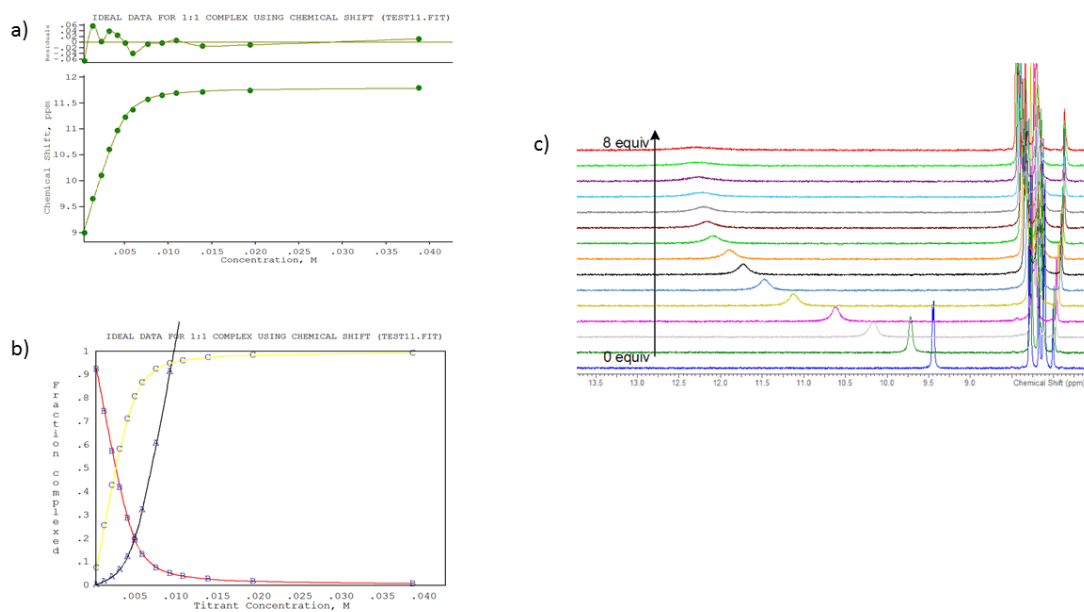 a)
IDEAL DATA FOR 1:1 COMPLEX USING CHEMICAL SHIFT (TEST11.FIT)
Residuals
.06
.04
.02
0
.02
.04
.06
Chemical Shift, ppm
12
11.5
11
10.5
10
9.5
9
.005 .010 .015 .020 .025 .030 .035 .040
Concentration, M
b)
IDEAL DATA FOR 1:1 COMPLEX USING CHEMICAL SHIFT (TEST11.FIT)
Fraction complexed
1
.9
.8
.7
.6
.5
.4
.3
.2
.1
0
.005 .010 .015 .020 .025 .030 .035 .040
Titrant Concentration, M
c)
8 equiv
0 equiv
13.5 13.0 12.5 12.0 11.5 11.0 10.5 10.0 9.5 9.0 Chemical Shift (ppm)